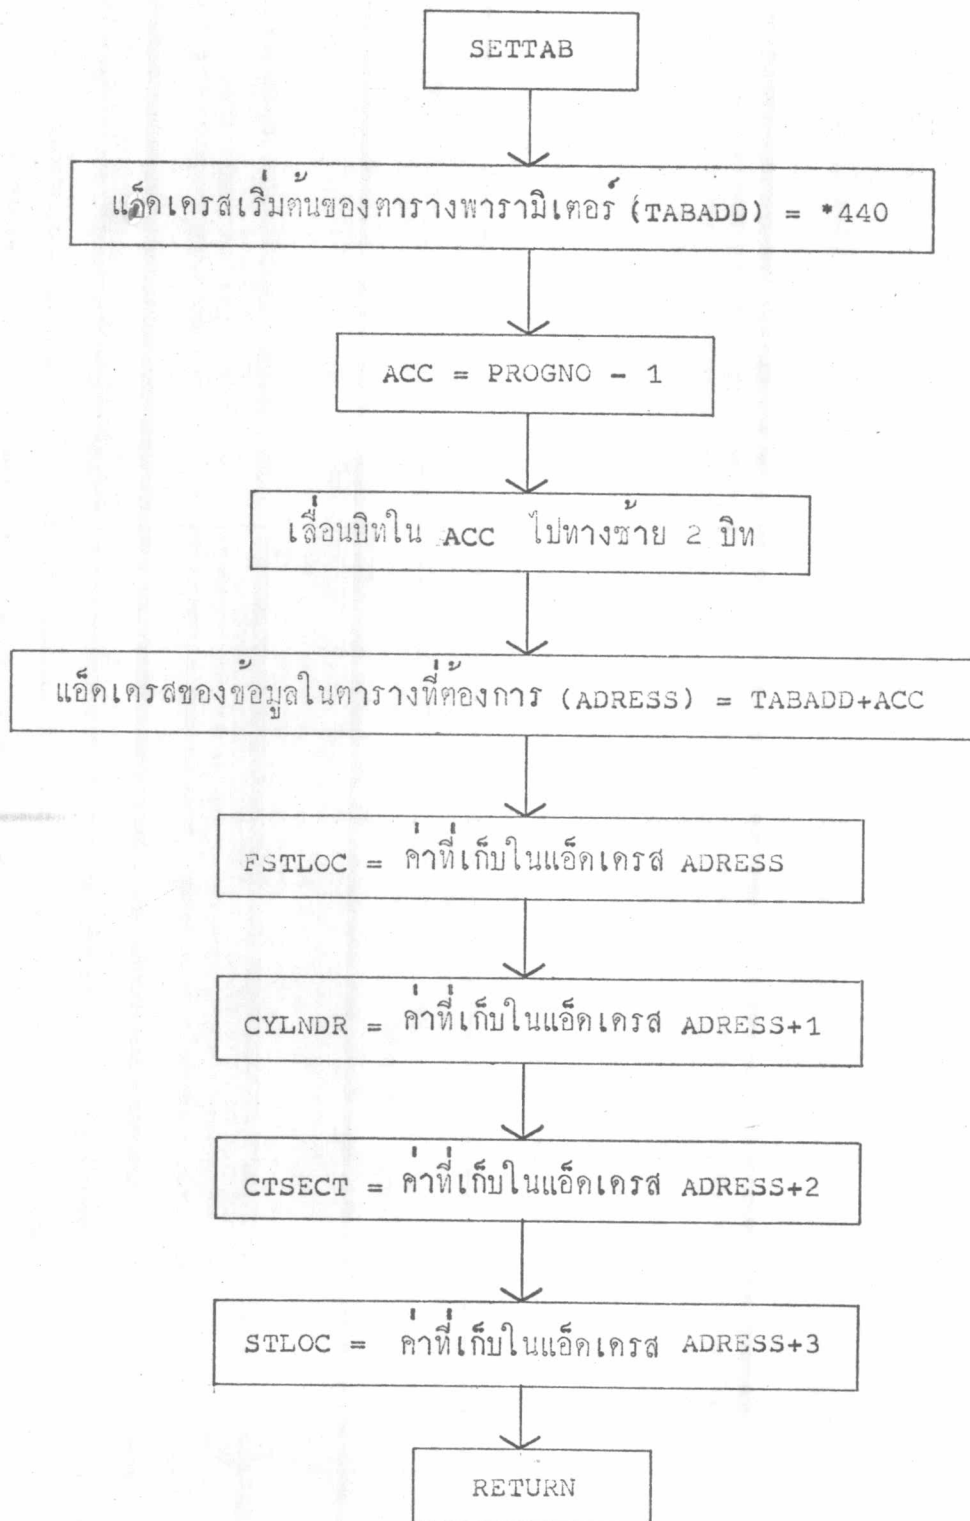 SETTAB
แอ็ดเดรสเริ่มต้นของตารางพารามิเตอร์ (TABADD) = *440
ACC = PROGNO - 1
เลื่อนบิทใน ACC ไปทางซ้าย 2 บิท
แอ็ดเดรสของข้อมูลในตารางที่ต้องการ (ADRESS) = TABADD+ACC
FSTLOC = ค่าที่เก็บในแอ็ดเดรส ADRESS
CYLNDR = ค่าที่เก็บในแอ็ดเดรส ADRESS+1
CTSECT = ค่าที่เก็บในแอ็ดเดรส ADRESS+2
STLOC = ค่าที่เก็บในแอ็ดเดรส ADRESS+3
RETURN